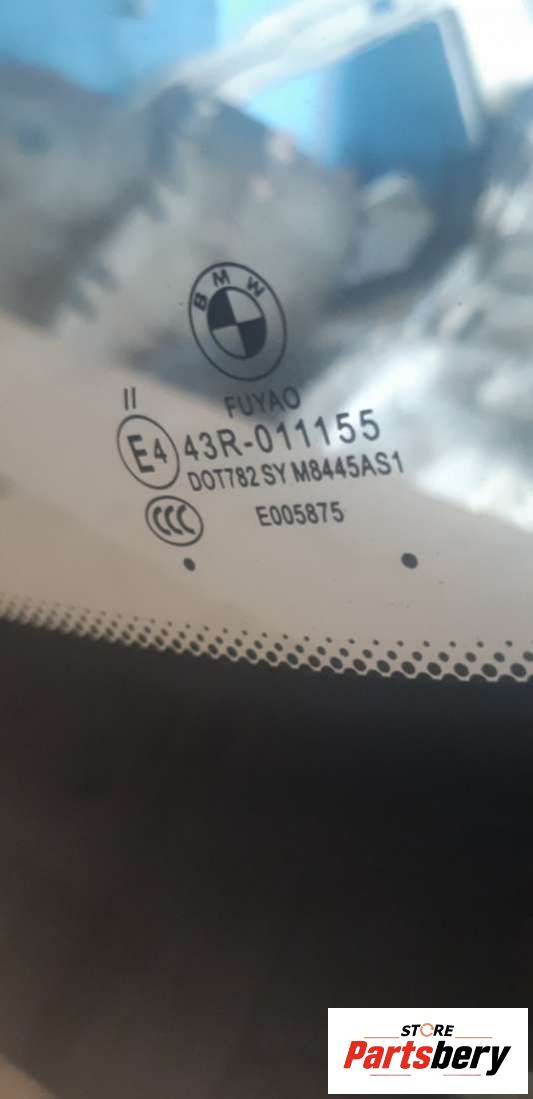 BMW
FUYAO
II
E4 43R-011155
DOT782 SY M8445AS1
CCC E005875
STORE
Partsbery